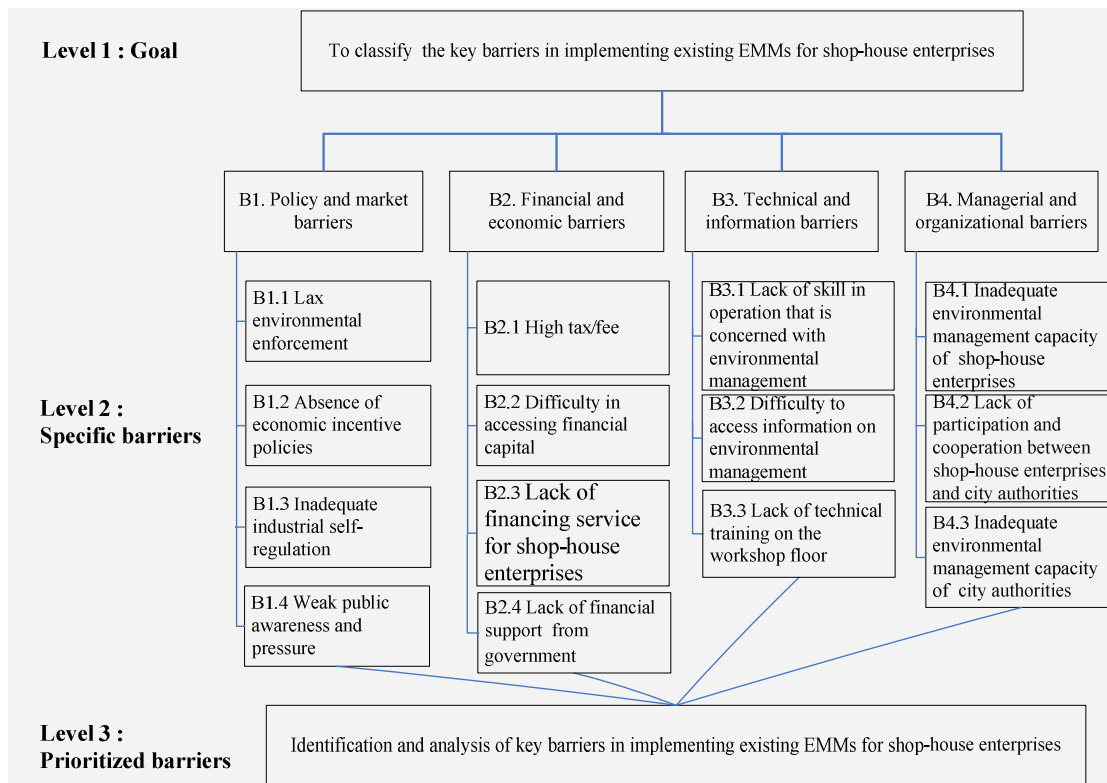 Level 1 : Goal
To classify the key barriers in implementing existing EMMs for shop-house enterprises
B1. Policy and market
barriers
B2. Financial and
economic barriers
B3. Technical and
information barriers
B4. Managerial and
organizational barriers
Level 2 :
Specific barriers
B1.1 Lax
environmental
enforcement
B1.2 Absence of
economic incentive
policies
B1.3 Inadequate
industrial self-
regulation
B1.4 Weak public
awareness and
pressure
B2.1 High tax/fee
B2.2 Difficulty in
accessing financial
capital
B2.3 Lack of
financing service
for shop-house
enterprises
B2.4 Lack of financial
support from
government
B3.1 Lack of skill in
operation that is
concerned with
environmental
management
B3.2 Difficulty to
access information on
environmental
management
B3.3 Lack of technical
training on the
workshop floor
B4.1 Inadequate
environmental
management capacity
of shop-house
enterprises
B4.2 Lack of
participation and
cooperation between
shop-house enterprises
and city authorities
B4.3 Inadequate
environmental
management capacity
of city authorities
Level 3 :
Prioritized barriers
Identification and analysis of key barriers in implementing existing EMMs for shop-house enterprises